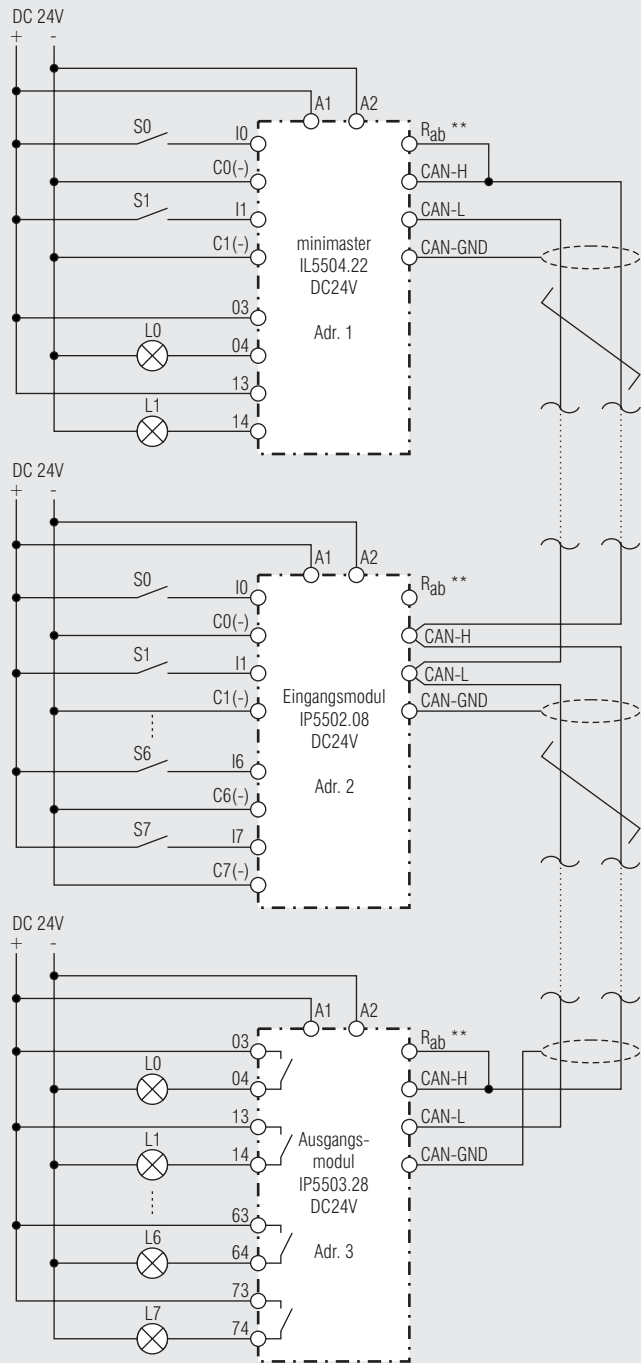 DC 24V
+ -
A1 A2
S0 I0
C0(-)
S1 I1
C1(-)
03
L0 04
13
L1 14
minimaster
IL5504.22
DC24V
Adr. 1
Rab **
CAN-H
CAN-L
CAN-GND
DC 24V
+ -
A1 A2
S0 I0
C0(-)
S1 I1
C1(-)
S6 I6
C6(-)
S7 I7
C7(-)
Eingangsmodul
IP5502.08
DC24V
Adr. 2
Rab **
CAN-H
CAN-L
CAN-GND
DC 24V
+ -
A1 A2
03
L0 04
13
L1 14
63
L6 64
73
L7 74
Ausgangs-
modul
IP5503.28
DC24V
Adr. 3
Rab **
CAN-H
CAN-L
CAN-GND